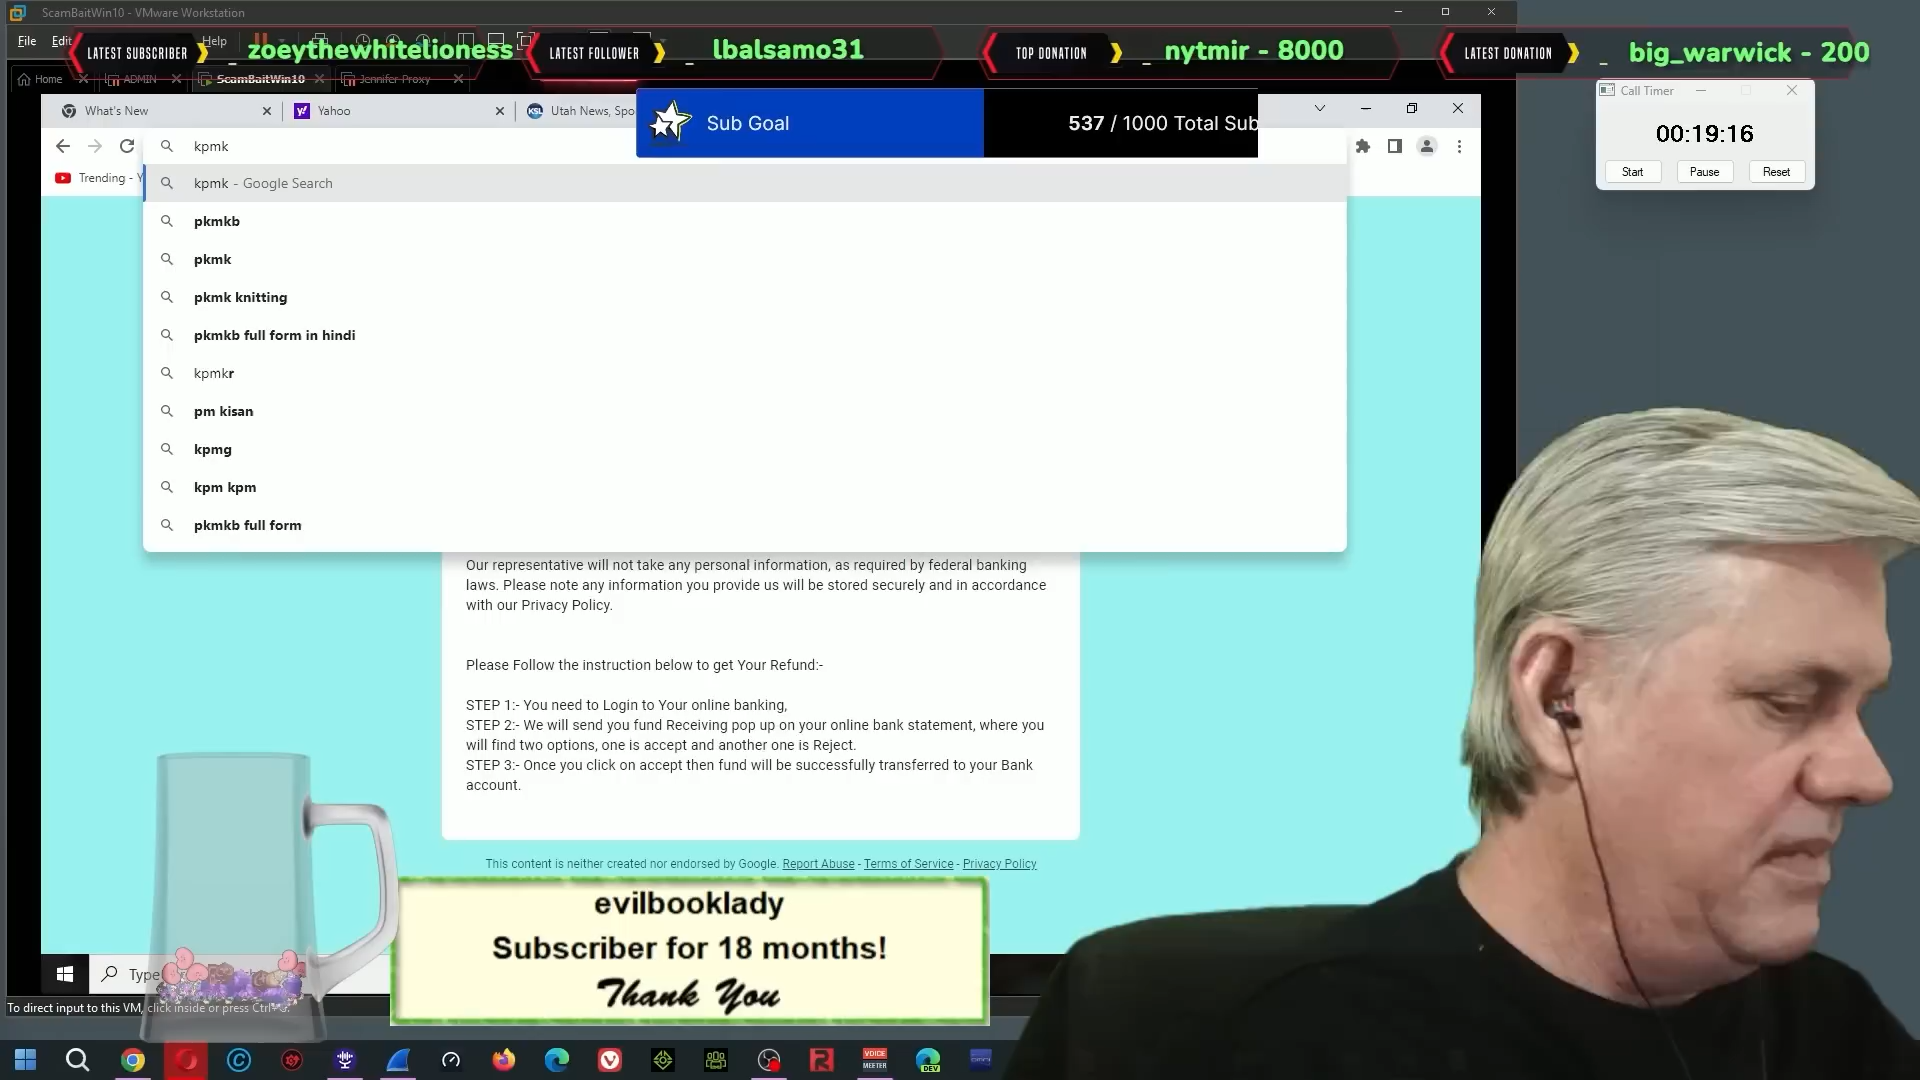 ScamBaitWin10 - VMware Workstation
File Edit Help
LATEST SUBSCRIBER _ zoeythewhitelioness
LATEST FOLLOWER _ lbalsamo31
TOP DONATION _ nytmir - 8000
LATEST DONATION _ big_warwick - 200
Home ADMIN ScamBaitWin10 Jennifer Proxy
What's New Yahoo Utah News, Spo
Sub Goal 537 / 1000 Total Sub
Call Timer
00:19:16
Start Pause Reset
kpmk
Trending - Y
kpmk - Google Search
pkmkb
pkmk
pkmk knitting
pkmkb full form in hindi
kpmkr
pm kisan
kpmg
kpm kpm
pkmkb full form
Our representative will not take any personal information, as required by federal banking
laws. Please note any information you provide us will be stored securely and in accordance
with our Privacy Policy.
Please Follow the instruction below to get Your Refund:-
STEP 1:- You need to Login to Your online banking,
STEP 2:- We will send you fund Receiving pop up on your online bank statement, where you
will find two options, one is accept and another one is Reject.
STEP 3:- Once you click on accept then fund will be successfully transferred to your Bank
account.
This content is neither created nor endorsed by Google. Report Abuse - Terms of Service - Privacy Policy
evilbooklady
Subscriber for 18 months!
Thank You
Type
To direct input to this VM, click inside or press Ctrl+G.
VOICE
MEETER
DEV